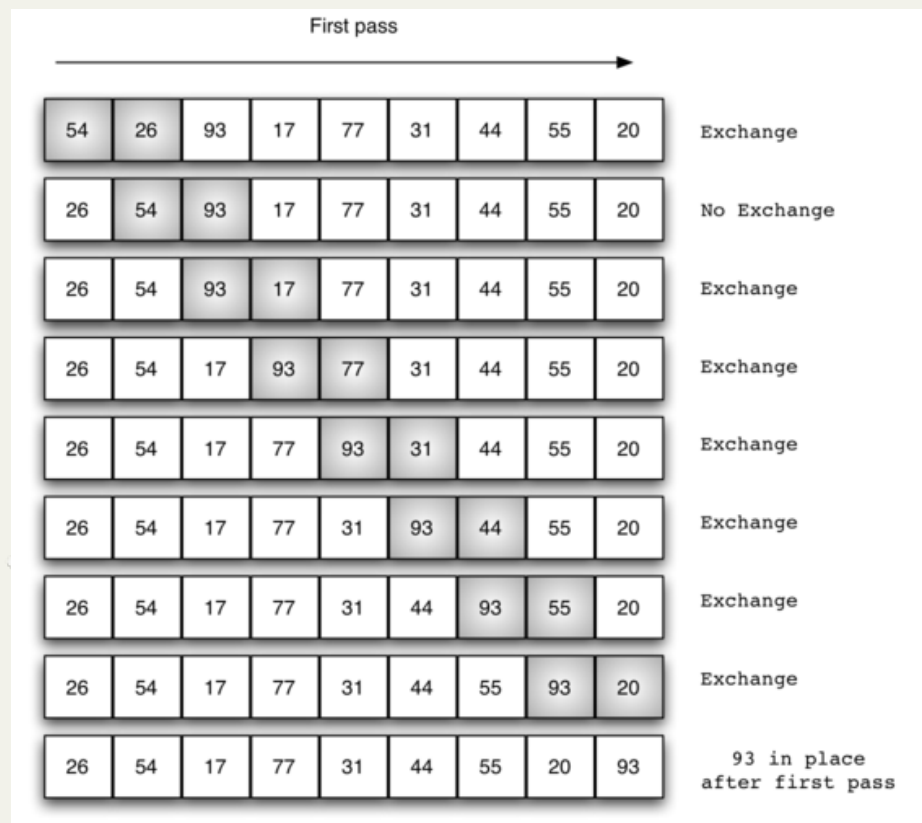 First pass
54 26 93 17 77 31 44 55 20 Exchange
26 54 93 17 77 31 44 55 20 No Exchange
26 54 93 17 77 31 44 55 20 Exchange
26 54 17 93 77 31 44 55 20 Exchange
26 54 17 77 93 31 44 55 20 Exchange
26 54 17 77 31 93 44 55 20 Exchange
26 54 17 77 31 44 93 55 20 Exchange
26 54 17 77 31 44 55 93 20 Exchange
26 54 17 77 31 44 55 20 93
93 in place
after first pass